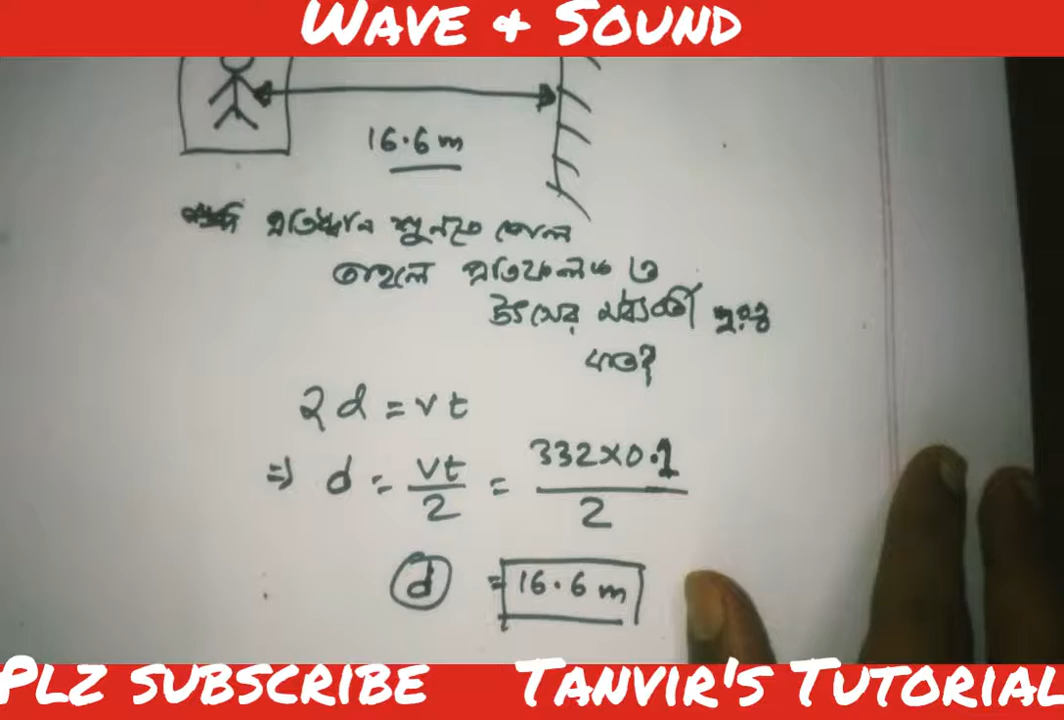 WAVE & SOUND
16.6 m
প্রতিধ্বনি শুনতে হলে
তাহলে প্রতিফলক ও
উৎসের মধ্যবর্তী দূরত্ব
কত?
2d = vt
⇒ d = vt/2 = 332×0.1/2
d = 16.6 m
PLZ SUBSCRIBE TANVIR'S TUTORIAL